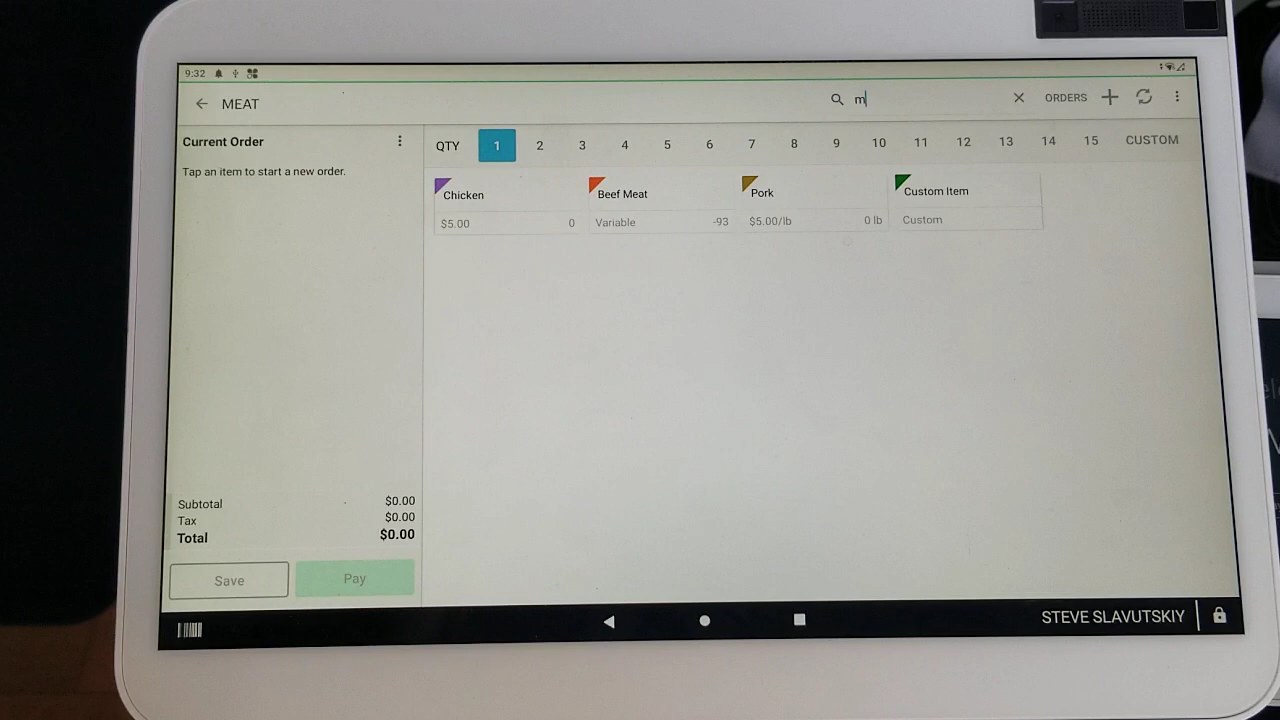 9:32
MEAT
m
ORDERS
Current Order
Tap an item to start a new order.
QTY 1 2 3 4 5 6 7 8 9 10 11 12 13 14 15 CUSTOM
Chicken
$5.00 0
Beef Meat
Variable -93
Pork
$5.00/lb 0 lb
Custom Item
Custom
Subtotal $0.00
Tax $0.00
Total $0.00
Save
Pay
STEVE SLAVUTSKIY